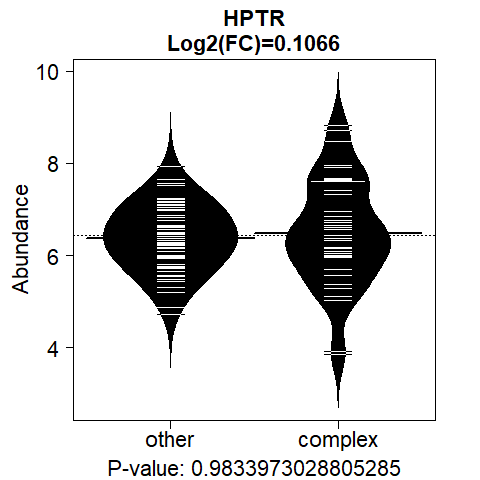 HPTR
Log2(FC)=0.1066
10
8
6
4
Abundance
other complex
P-value: 0.9833973028805285